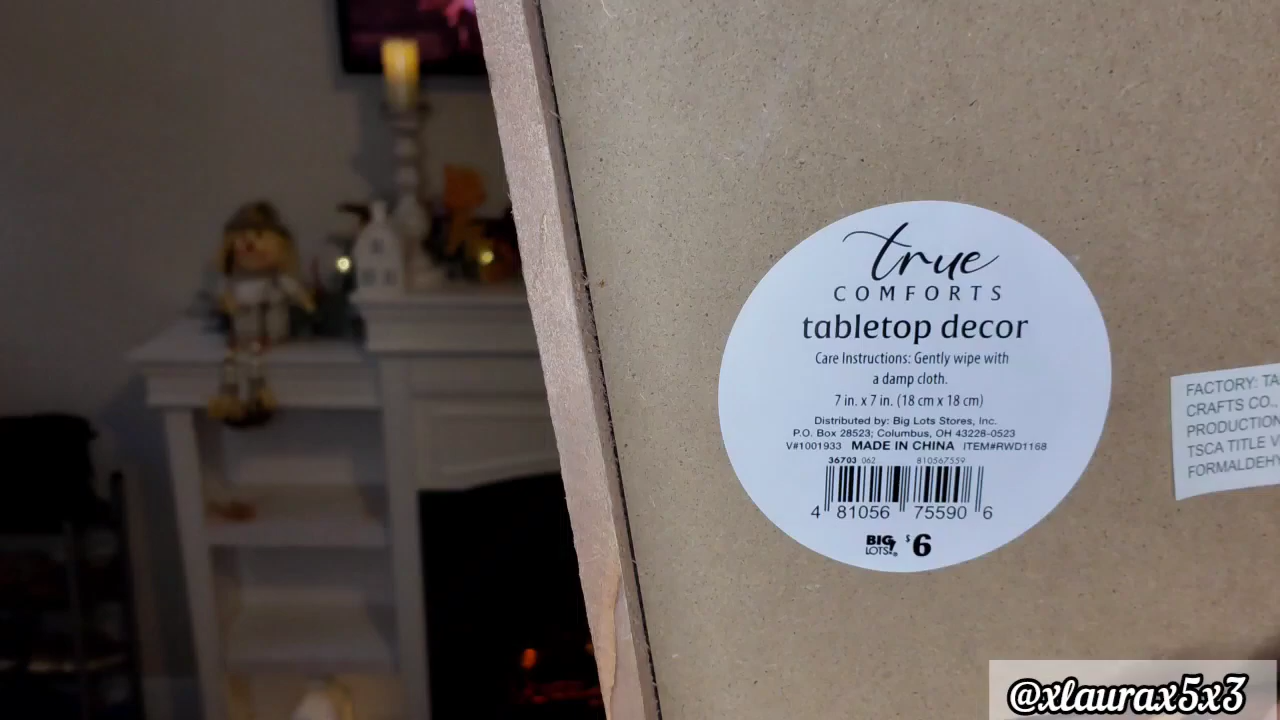 true
COMFORTS
tabletop decor
Care Instructions: Gently wipe with
a damp cloth.
7 in. x 7 in. (18 cm x 18 cm)
Distributed by: Big Lots Stores, Inc.
P.O. Box 28523; Columbus, OH 43228-0523
V#1001933 MADE IN CHINA ITEM#RWD1168
36703 062 810567559
4 81056 75590 6
BIG LOTS!® $6
FACTORY: TA
CRAFTS CO.,
PRODUCTION
TSCA TITLE V
FORMALDEHY
@xlaurax5x3